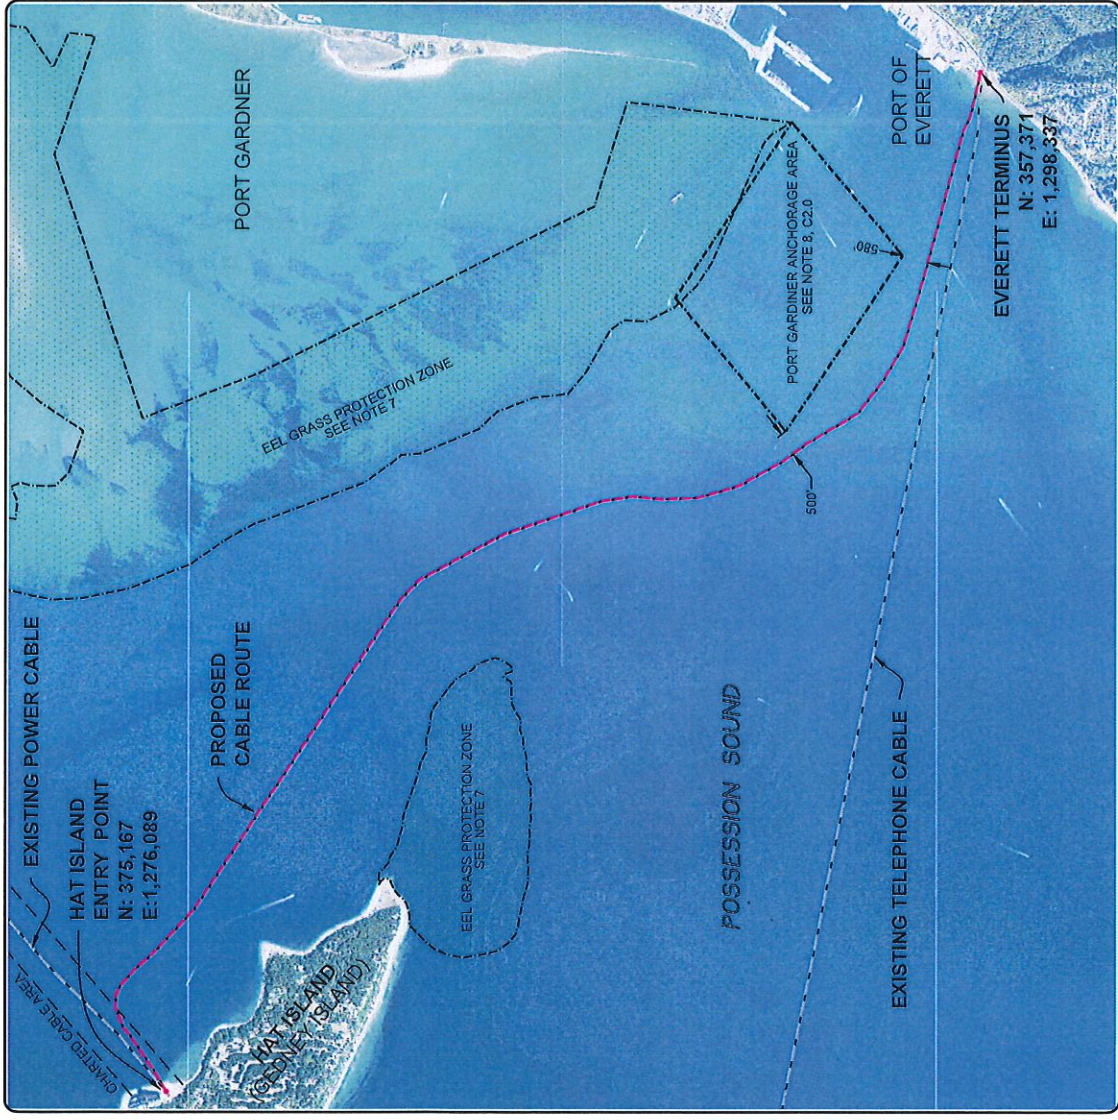 EXISTING POWER CABLE
HAT ISLAND
ENTRY POINT
N: 375,167
E:1,276,089
CHARTED CABLE AREA
PROPOSED
CABLE ROUTE
HAT ISLAND
(GEDNEY ISLAND)
EEL GRASS PROTECTION ZONE
SEE NOTE 7
EEL GRASS PROTECTION ZONE
SEE NOTE 7
PORT GARDNER
POSSESSION SOUND
500'
PORT GARDINER ANCHORAGE AREA
SEE NOTE 8, C2.0
580'
PORT OF
EVERETT
EXISTING TELEPHONE CABLE
EVERETT TERMINUS
N: 357,371
E: 1,298,337